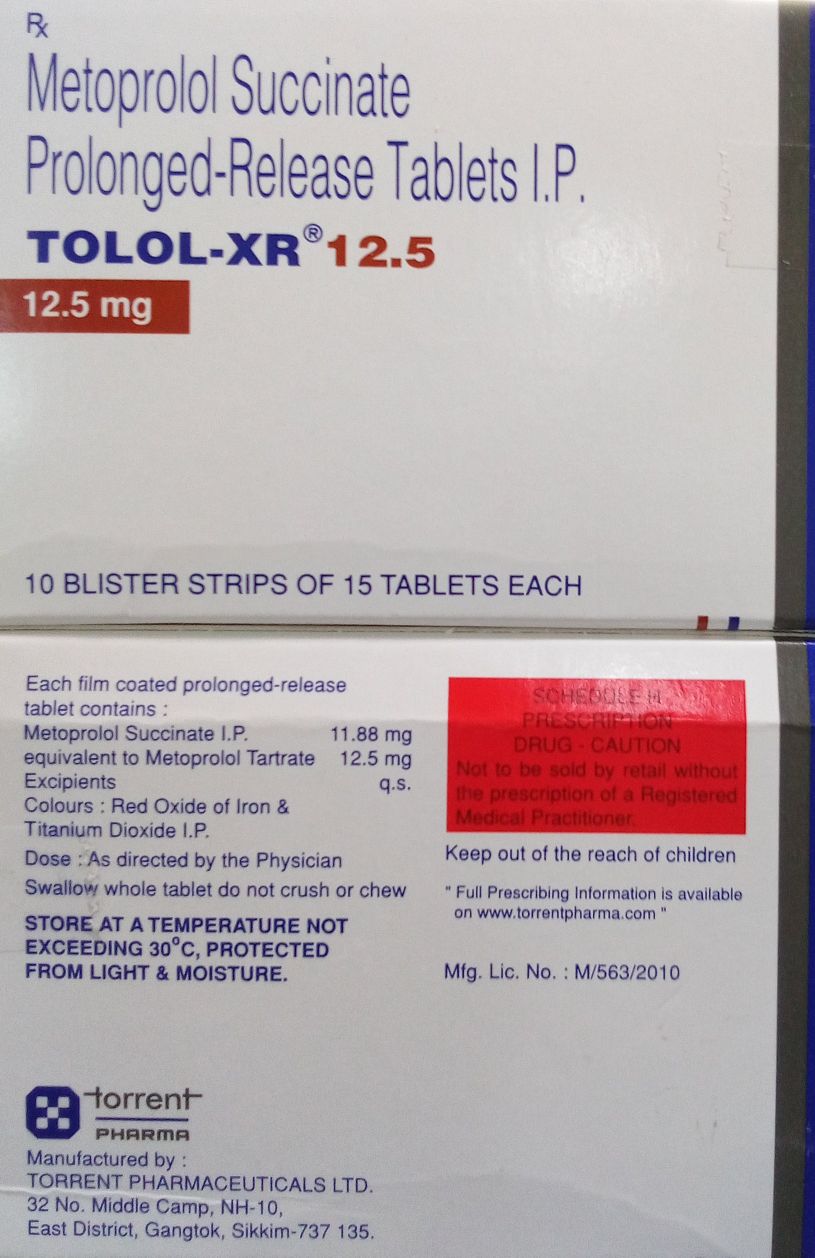 Rx
Metoprolol Succinate
Prolonged-Release Tablets I.P.
TOLOL-XR® 12.5
12.5 mg
10 BLISTER STRIPS OF 15 TABLETS EACH
Each film coated prolonged-release
tablet contains :
Metoprolol Succinate I.P. 11.88 mg
equivalent to Metoprolol Tartrate 12.5 mg
Excipients q.s.
Colours : Red Oxide of Iron &
Titanium Dioxide I.P.
Dose : As directed by the Physician
Swallow whole tablet do not crush or chew
STORE AT A TEMPERATURE NOT
EXCEEDING 30°C, PROTECTED
FROM LIGHT & MOISTURE.
SCHEDULE H
PRESCRIPTION
DRUG - CAUTION
Not to be sold by retail without
the prescription of a Registered
Medical Practitioner.
Keep out of the reach of children
" Full Prescribing Information is available
on www.torrentpharma.com "
Mfg. Lic. No. : M/563/2010
torrent
PHARMA
Manufactured by :
TORRENT PHARMACEUTICALS LTD.
32 No. Middle Camp, NH-10,
East District, Gangtok, Sikkim-737 135.